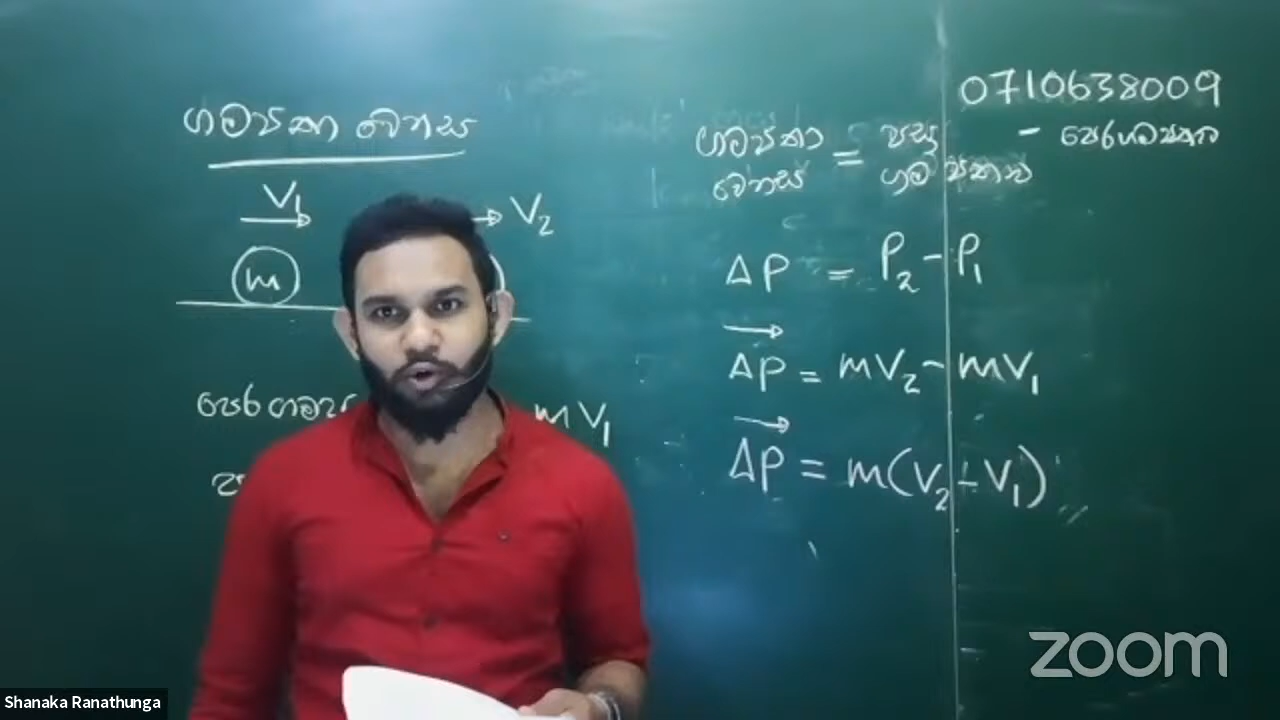 ගම්‍යතා වෙනස
V₁
V₂
m
පෙර
mV₁
0710638009
ගම්‍යතා = පසු - පෙර ගම්‍යතාව
වෙනස ගම්‍යතාව
ΔP = P₂ - P₁
ΔP = mV₂ - mV₁
ΔP = m(V₂ - V₁)
zoom
Shanaka Ranathunga